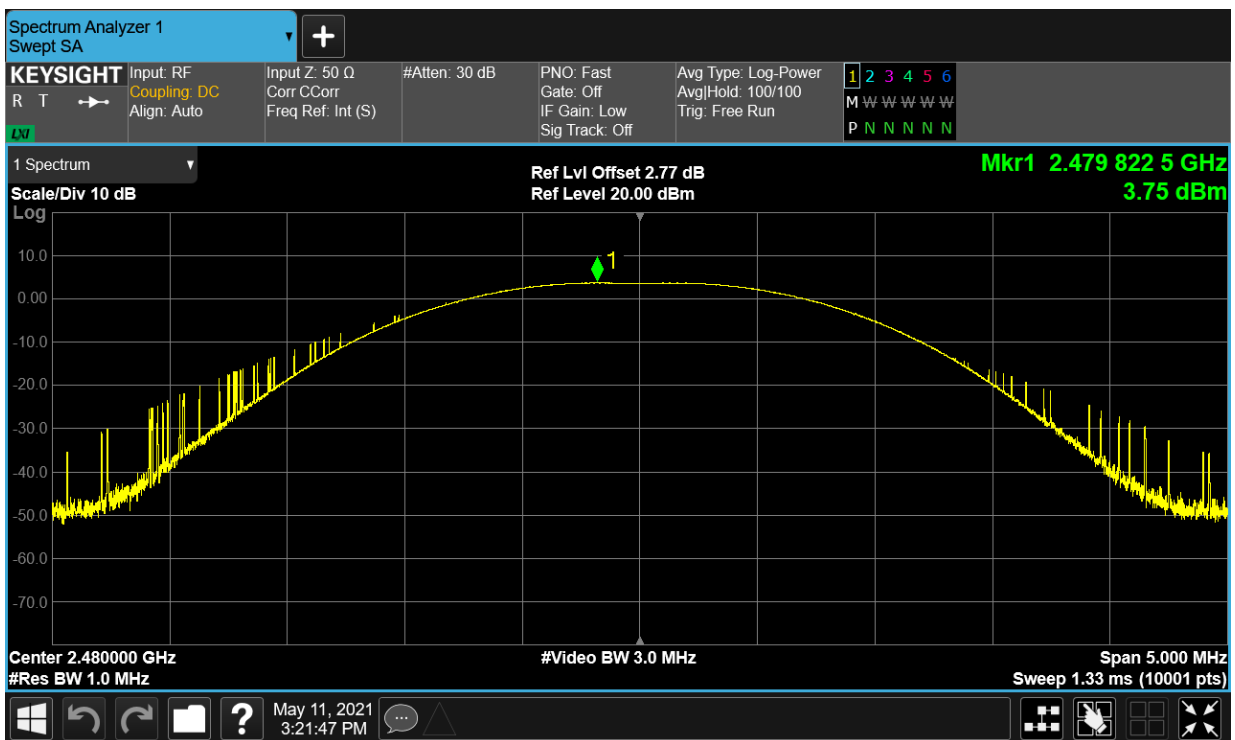 Spectrum Analyzer 1
Swept SA
+
KEYSIGHT Input: RF Input Z: 50 Ω #Atten: 30 dB PNO: Fast Avg Type: Log-Power 1 2 3 4 5 6
R T Coupling: DC Corr CCorr Gate: Off Avg|Hold: 100/100 M W W W W W
Align: Auto Freq Ref: Int (S) IF Gain: Low Trig: Free Run
LXI Sig Track: Off P N N N N N
1 Spectrum
Ref Lvl Offset 2.77 dB
Mkr1 2.479 822 5 GHz
Scale/Div 10 dB Ref Level 20.00 dBm 3.75 dBm
Log
1
10.0
0.00
-10.0
-20.0
-30.0
-40.0
-50.0
-60.0
-70.0
Center 2.480000 GHz #Video BW 3.0 MHz Span 5.000 MHz
#Res BW 1.0 MHz Sweep 1.33 ms (10001 pts)
? May 11, 2021
3:21:47 PM